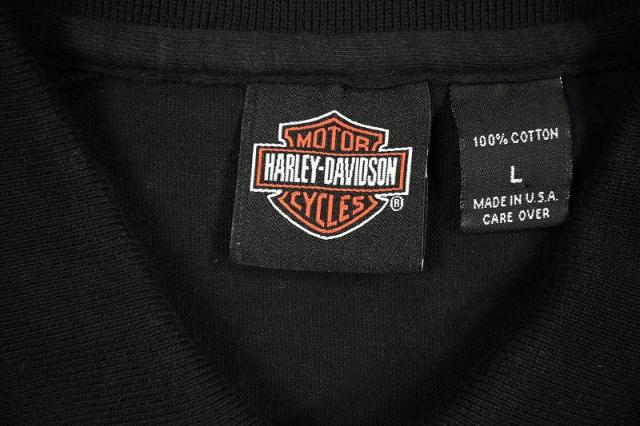 MOTOR
HARLEY-DAVIDSON
CYCLES
®
100% COTTON
L
MADE IN U.S.A.
CARE OVER